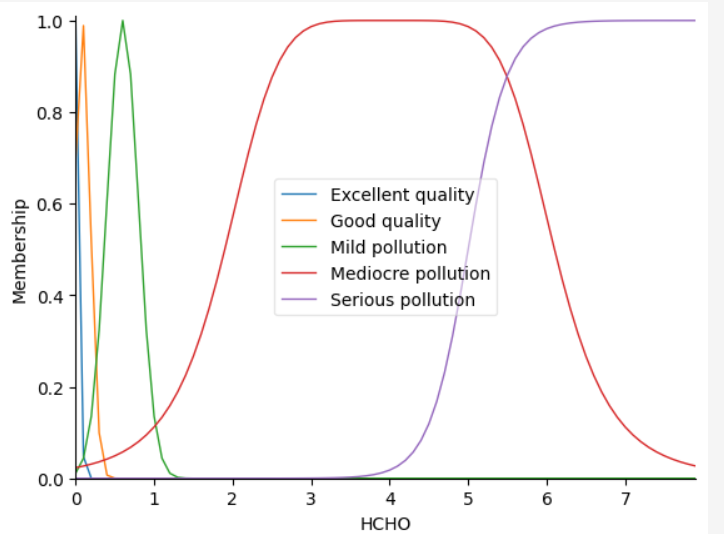 1.0
0.8
0.6
0.4
0.2
0.0
Membership
Excellent quality
Good quality
Mild pollution
Mediocre pollution
Serious pollution
0 1 2 3 4 5 6 7
HCHO